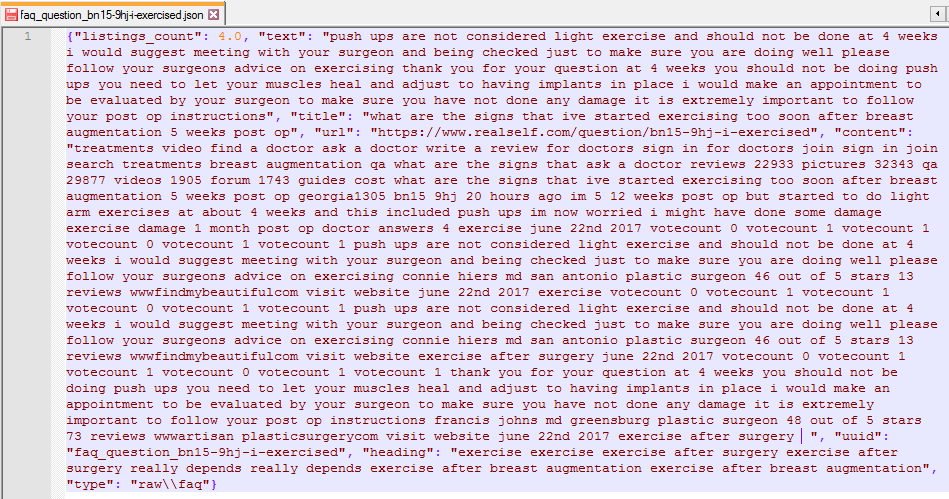 faq_question_bn15-9hj-i-exercised.json
1
{"listings_count": 4.0, "text": "push ups are not considered light exercise and should not be done at 4 weeks
i would suggest meeting with your surgeon and being checked just to make sure you are doing well please
follow your surgeons advice on exercising thank you for your question at 4 weeks you should not be doing push
ups you need to let your muscles heal and adjust to having implants in place i would make an appointment to
be evaluated by your surgeon to make sure you have not done any damage it is extremely important to follow
your post op instructions", "title": "what are the signs that ive started exercising too soon after breast
augmentation 5 weeks post op", "url": "https://www.realself.com/question/bn15-9hj-i-exercised", "content":
"treatments video find a doctor ask a doctor write a review for doctors sign in for doctors join sign in join
search treatments breast augmentation qa what are the signs that ask a doctor reviews 22933 pictures 32343 qa
29877 videos 1905 forum 1743 guides cost what are the signs that ive started exercising too soon after breast
augmentation 5 weeks post op georgia1305 bn15 9hj 20 hours ago im 5 12 weeks post op but started to do light
arm exercises at about 4 weeks and this included push ups im now worried i might have done some damage
exercise damage 1 month post op doctor answers 4 exercise june 22nd 2017 votecount 0 votecount 1 votecount 1
votecount 0 votecount 1 votecount 1 push ups are not considered light exercise and should not be done at 4
weeks i would suggest meeting with your surgeon and being checked just to make sure you are doing well please
follow your surgeons advice on exercising connie hiers md san antonio plastic surgeon 46 out of 5 stars 13
reviews wwwfindmybeautifulcom visit website june 22nd 2017 exercise votecount 0 votecount 1 votecount 1
votecount 0 votecount 1 votecount 1 push ups are not considered light exercise and should not be done at 4
weeks i would suggest meeting with your surgeon and being checked just to make sure you are doing well please
follow your surgeons advice on exercising connie hiers md san antonio plastic surgeon 46 out of 5 stars 13
reviews wwwfindmybeautifulcom visit website exercise after surgery june 22nd 2017 votecount 0 votecount 1
votecount 1 votecount 0 votecount 1 votecount 1 thank you for your question at 4 weeks you should not be
doing push ups you need to let your muscles heal and adjust to having implants in place i would make an
appointment to be evaluated by your surgeon to make sure you have not done any damage it is extremely
important to follow your post op instructions francis johns md greensburg plastic surgeon 48 out of 5 stars
73 reviews wwwartisan plasticsurgerycom visit website june 22nd 2017 exercise after surgery ", "uuid":
"faq_question_bn15-9hj-i-exercised", "heading": "exercise exercise exercise after surgery exercise after
surgery really depends really depends exercise after breast augmentation exercise after breast augmentation",
"type": "raw\\faq"}